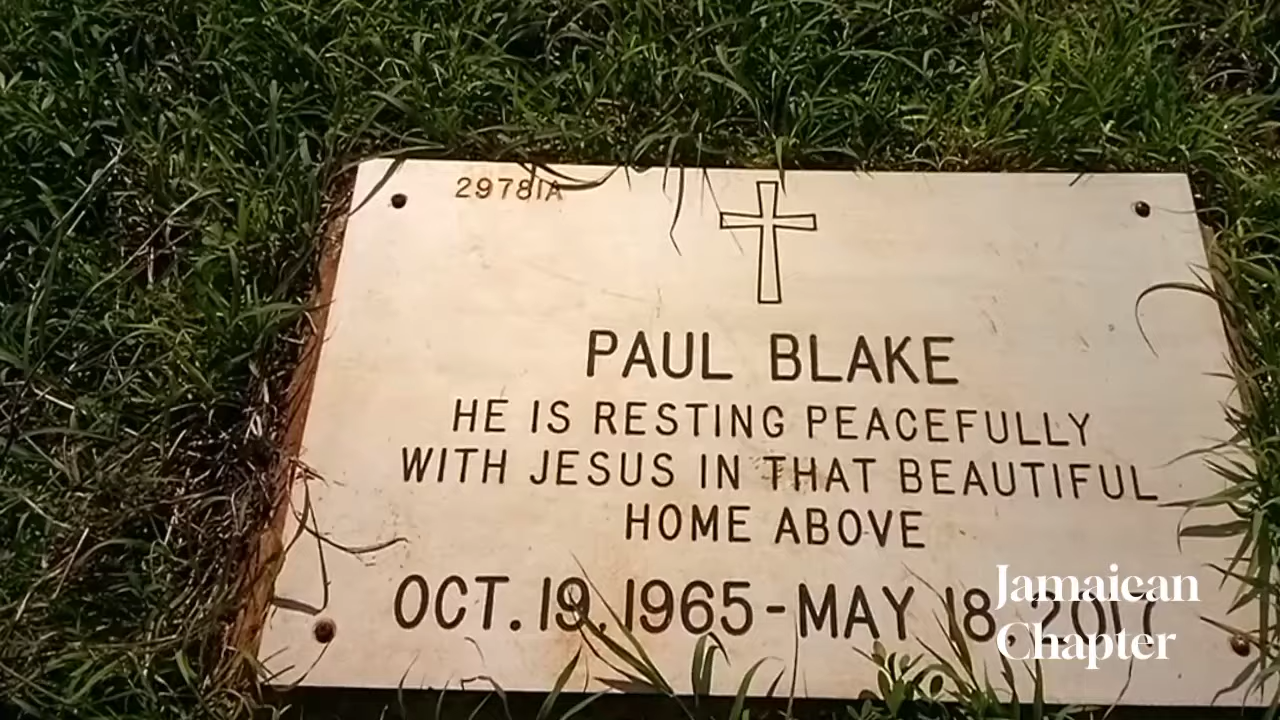 29781A
PAUL BLAKE
HE IS RESTING PEACEFULLY
WITH JESUS IN THAT BEAUTIFUL
HOME ABOVE
OCT. 19.1965-MAY 18, 2017
Jamaican
Chapter